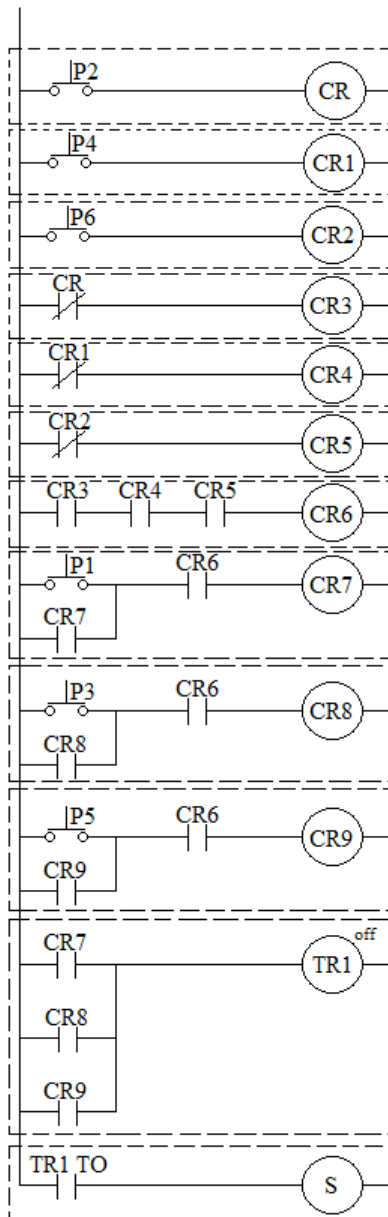 P2
CR
P4
CR1
P6
CR2
CR
CR3
CR1
CR4
CR2
CR5
CR3 CR4 CR5
CR6
P1 CR6
CR7
CR7
P3 CR6
CR8
CR8
P5 CR6
CR9
CR9
CR7 off
TR1
CR8
CR9
TR1 TO
S